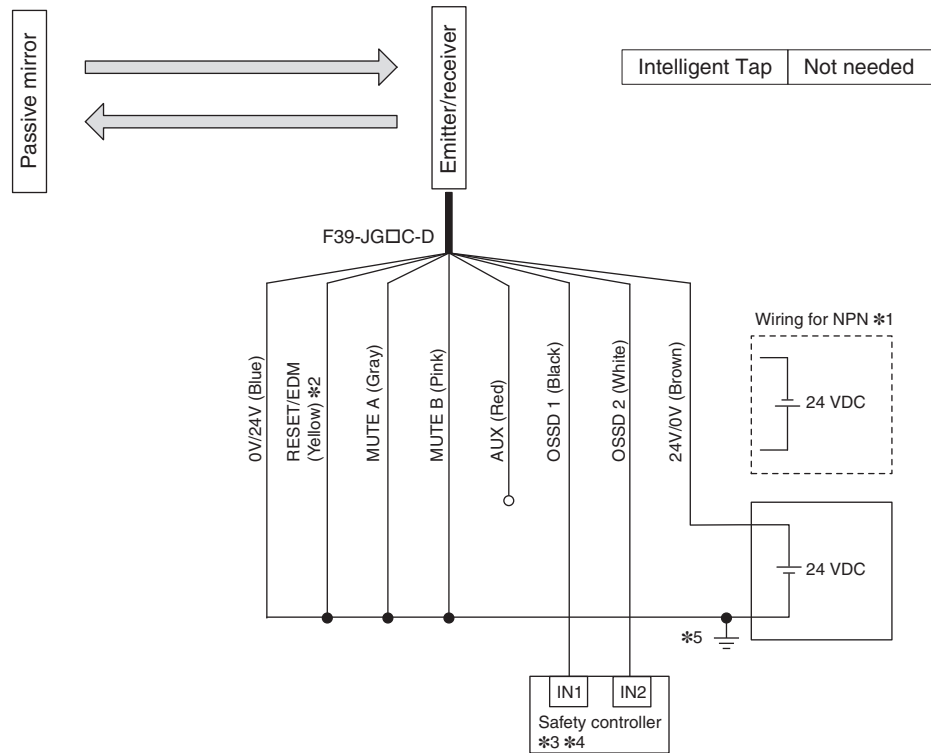 Passive mirror
Emitter/receiver
Intelligent Tap
Not needed
F39-JG□C-D
0V/24V (Blue)
RESET/EDM
(Yellow) ✻2
MUTE A (Gray)
MUTE B (Pink)
AUX (Red)
OSSD 1 (Black)
OSSD 2 (White)
24V/0V (Brown)
Wiring for NPN ✻1
24 VDC
24 VDC
✻5
IN1
IN2
Safety controller
✻3 ✻4